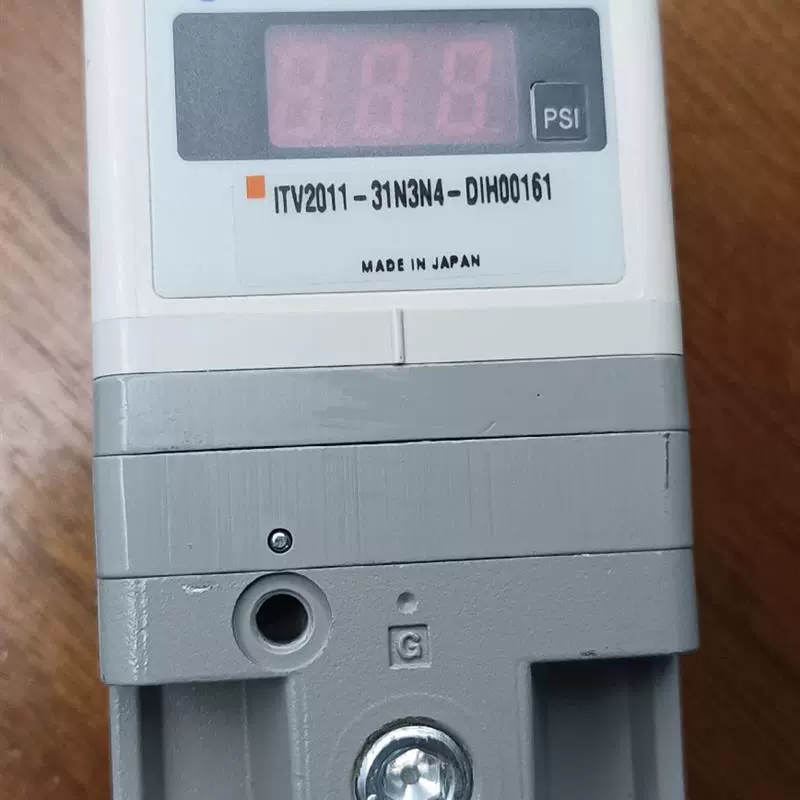 888
PSI
ITV2011-31N3N4-DIH00161
MADE IN JAPAN
G